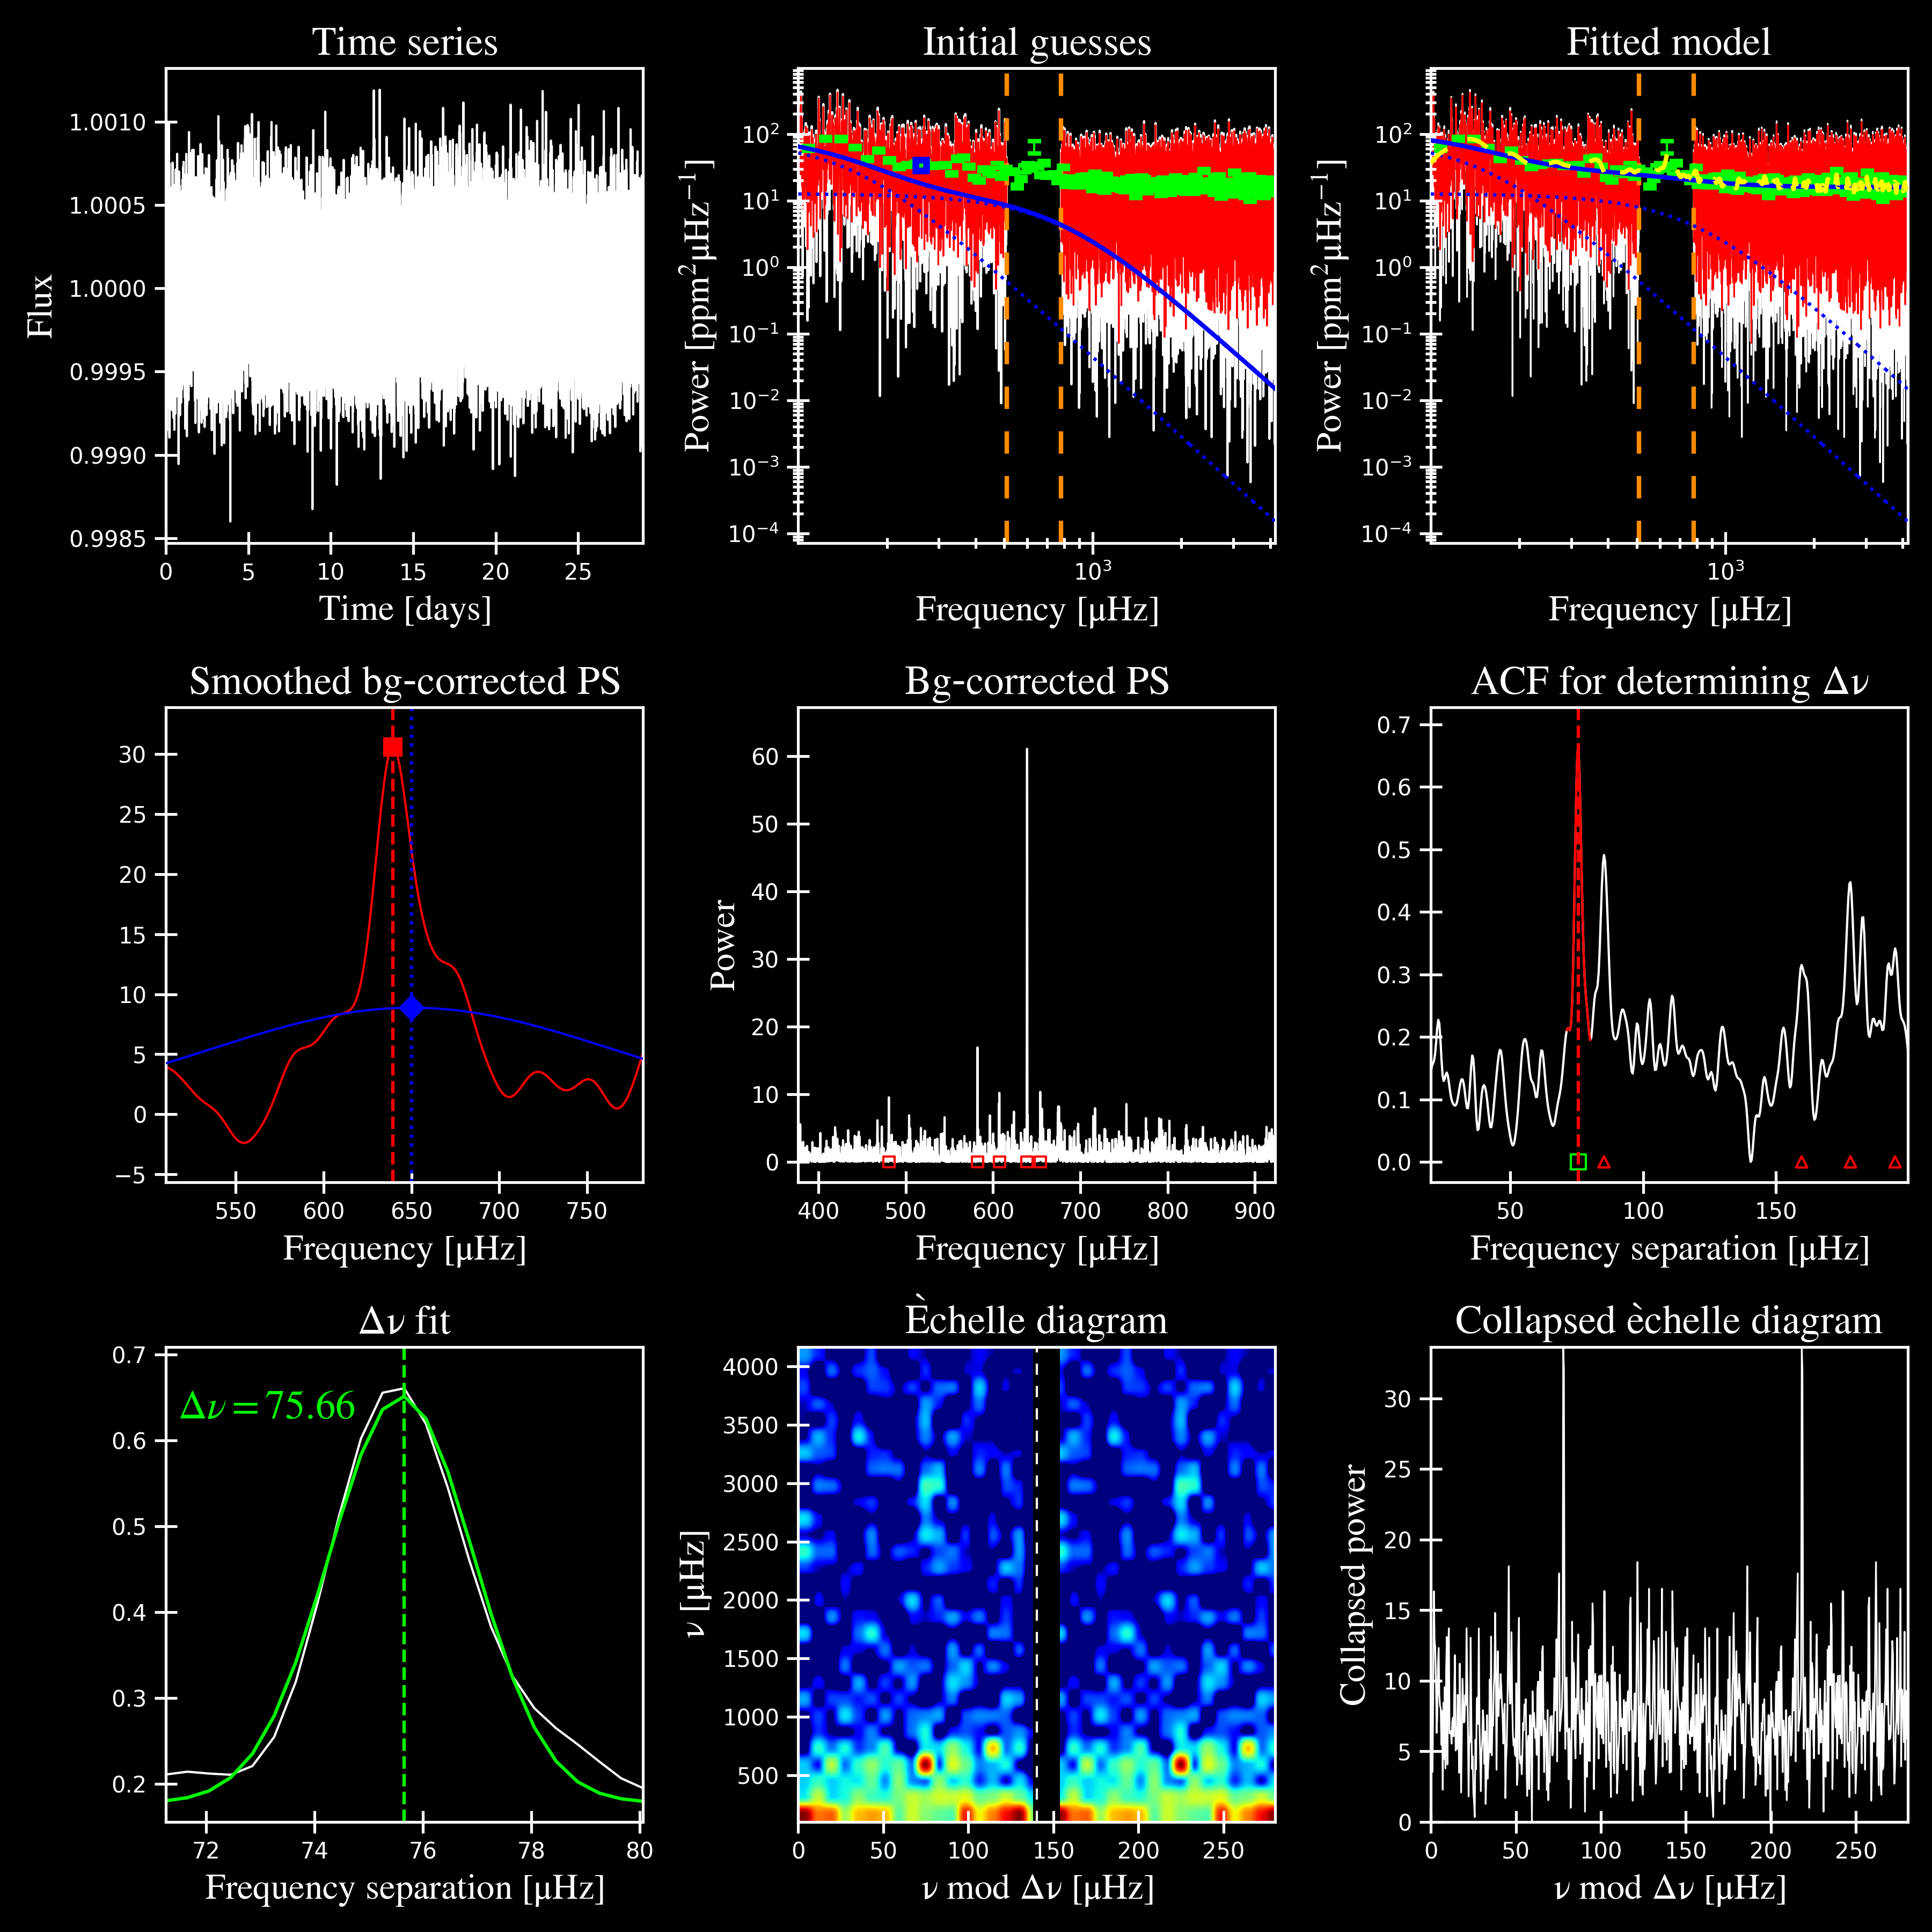 Time series
Initial guesses
Fitted model
1.0010
1.0005
1.0000
0.9995
0.9990
0.9985
Flux
0 5 10 15 20 25
Time [days]
10² 10¹ 10⁰ 10⁻¹ 10⁻² 10⁻³ 10⁻⁴
Power [ppm²μHz⁻¹]
10³
Frequency [μHz]
10² 10¹ 10⁰ 10⁻¹ 10⁻² 10⁻³ 10⁻⁴
Power [ppm²μHz⁻¹]
10³
Frequency [μHz]
Smoothed bg-corrected PS
Bg-corrected PS
ACF for determining Δν
30
25
20
15
10
5
0
−5
550 600 650 700 750
Frequency [μHz]
60
50
40
30
20
10
0
Power
400 500 600 700 800 900
Frequency [μHz]
0.7
0.6
0.5
0.4
0.3
0.2
0.1
0.0
50 100 150
Frequency separation [μHz]
Δν fit
Èchelle diagram
Collapsed èchelle diagram
0.7
0.6
0.5
0.4
0.3
0.2
Δν = 75.66
72 74 76 78 80
Frequency separation [μHz]
4000
3500
3000
2500
2000
1500
1000
500
ν [μHz]
0 50 100 150 200 250
ν mod Δν [μHz]
30
25
20
15
10
5
0
Collapsed power
0 50 100 150 200 250
ν mod Δν [μHz]